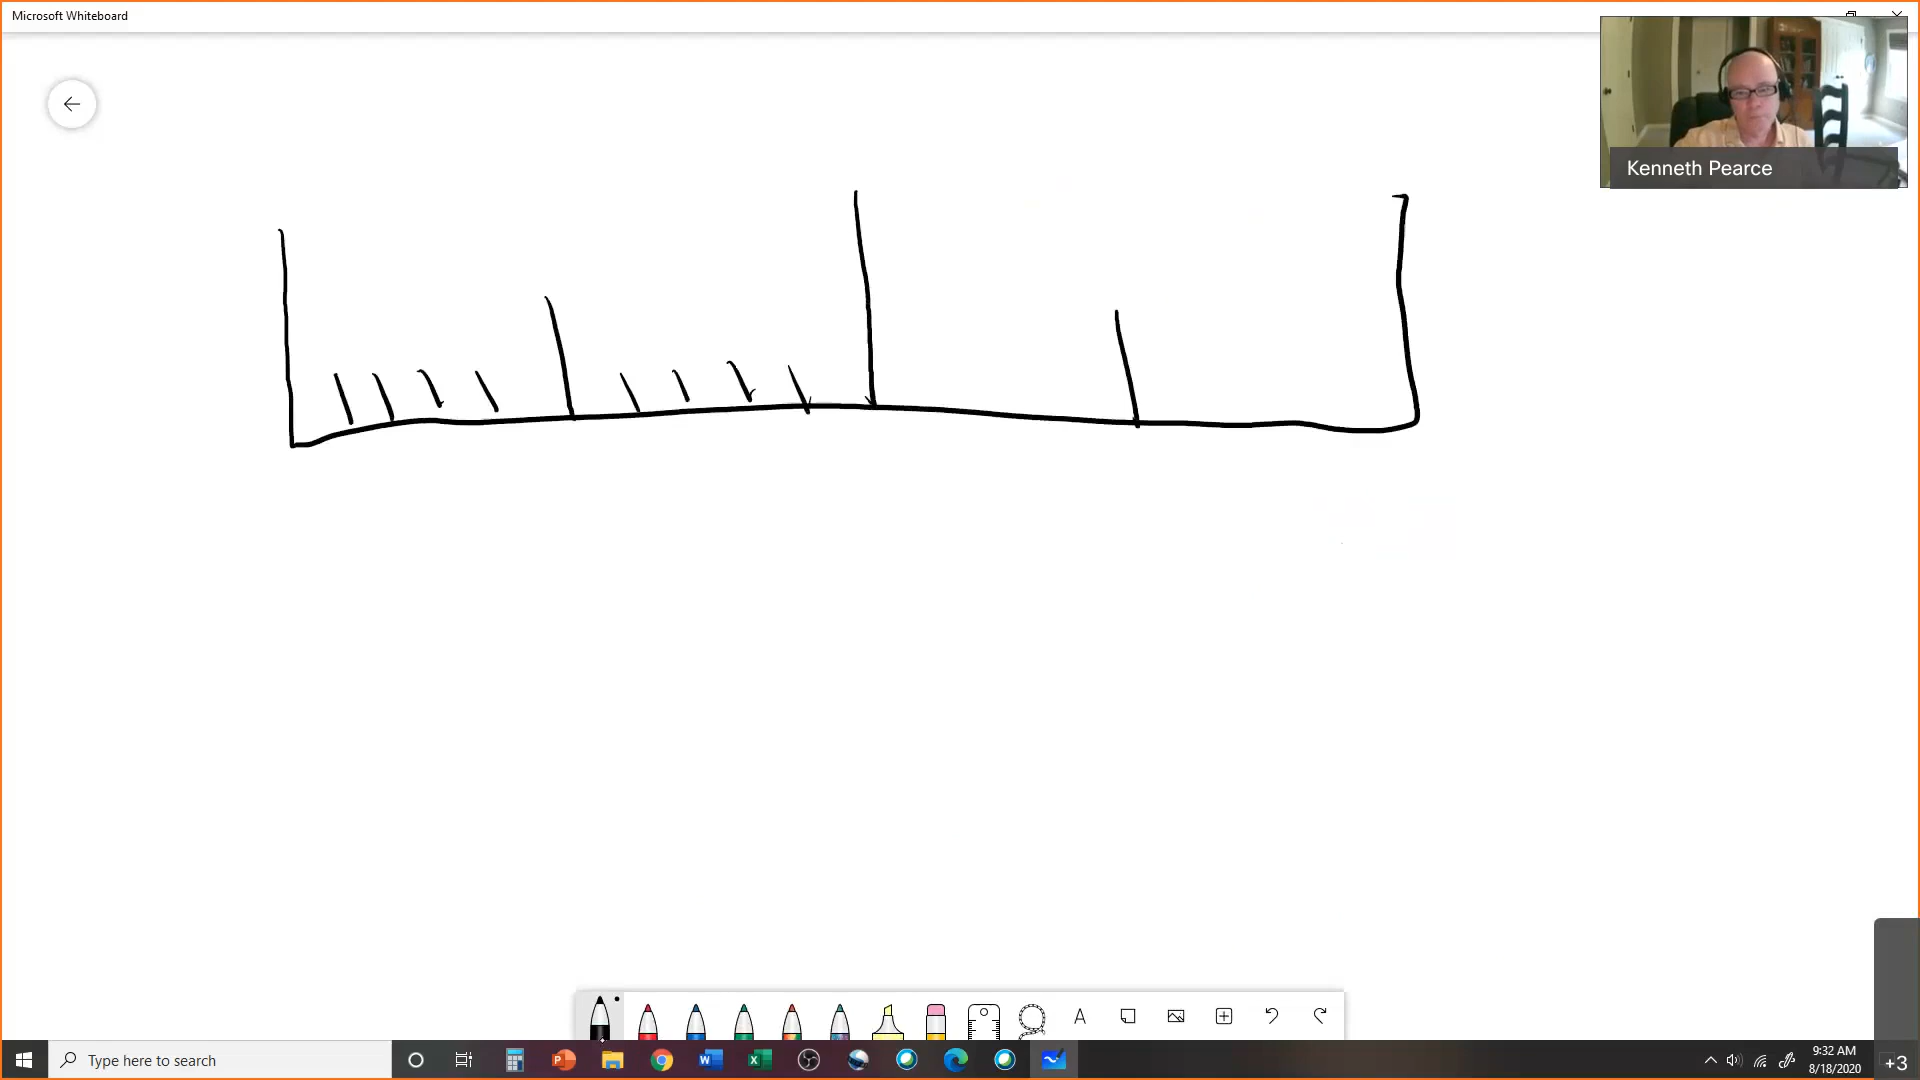 Microsoft Whiteboard
Kenneth Pearce
Type here to search
9:32 AM
8/18/2020
+3